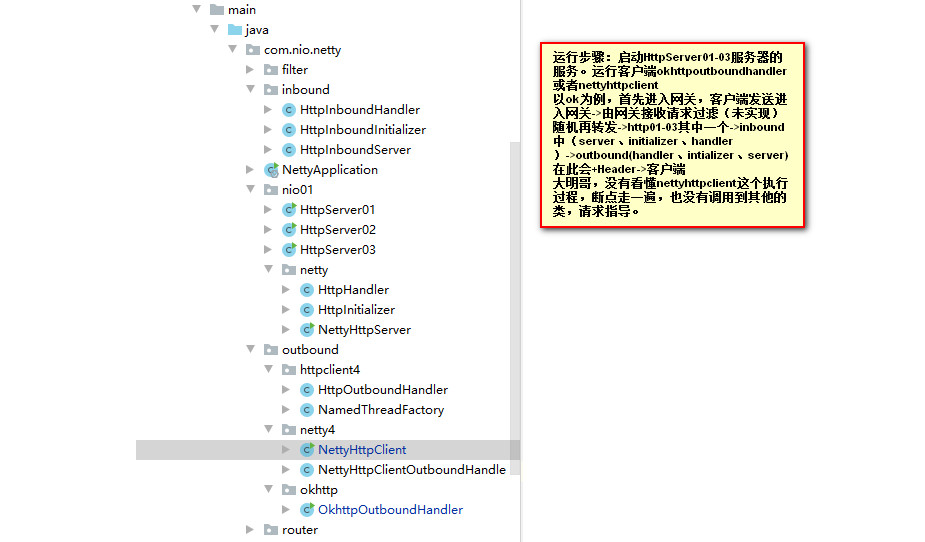 main
java
com.nio.netty
filter
inbound
HttpInboundHandler
HttpInboundInitializer
HttpInboundServer
NettyApplication
nio01
HttpServer01
HttpServer02
HttpServer03
netty
HttpHandler
HttpInitializer
NettyHttpServer
outbound
httpclient4
HttpOutboundHandler
NamedThreadFactory
netty4
NettyHttpClient
NettyHttpClientOutboundHandle
okhttp
OkhttpOutboundHandler
router
运行步骤：启动HttpServer01-03服务器的
服务。运行客户端okhttpoutboundhandler
或者nettyhttpclient
以ok为例，首先进入网关，客户端发送进
入网关->由网关接收请求过滤（未实现）
随机再转发->http01-03其中一个->inbound
中（server、initializer、handler
）->outbound(handler、intializer、server)
在此会+Header->客户端
大明哥，没有看懂nettyhttpclient这个执行
过程，断点走一遍，也没有调用到其他的
类，请求指导。